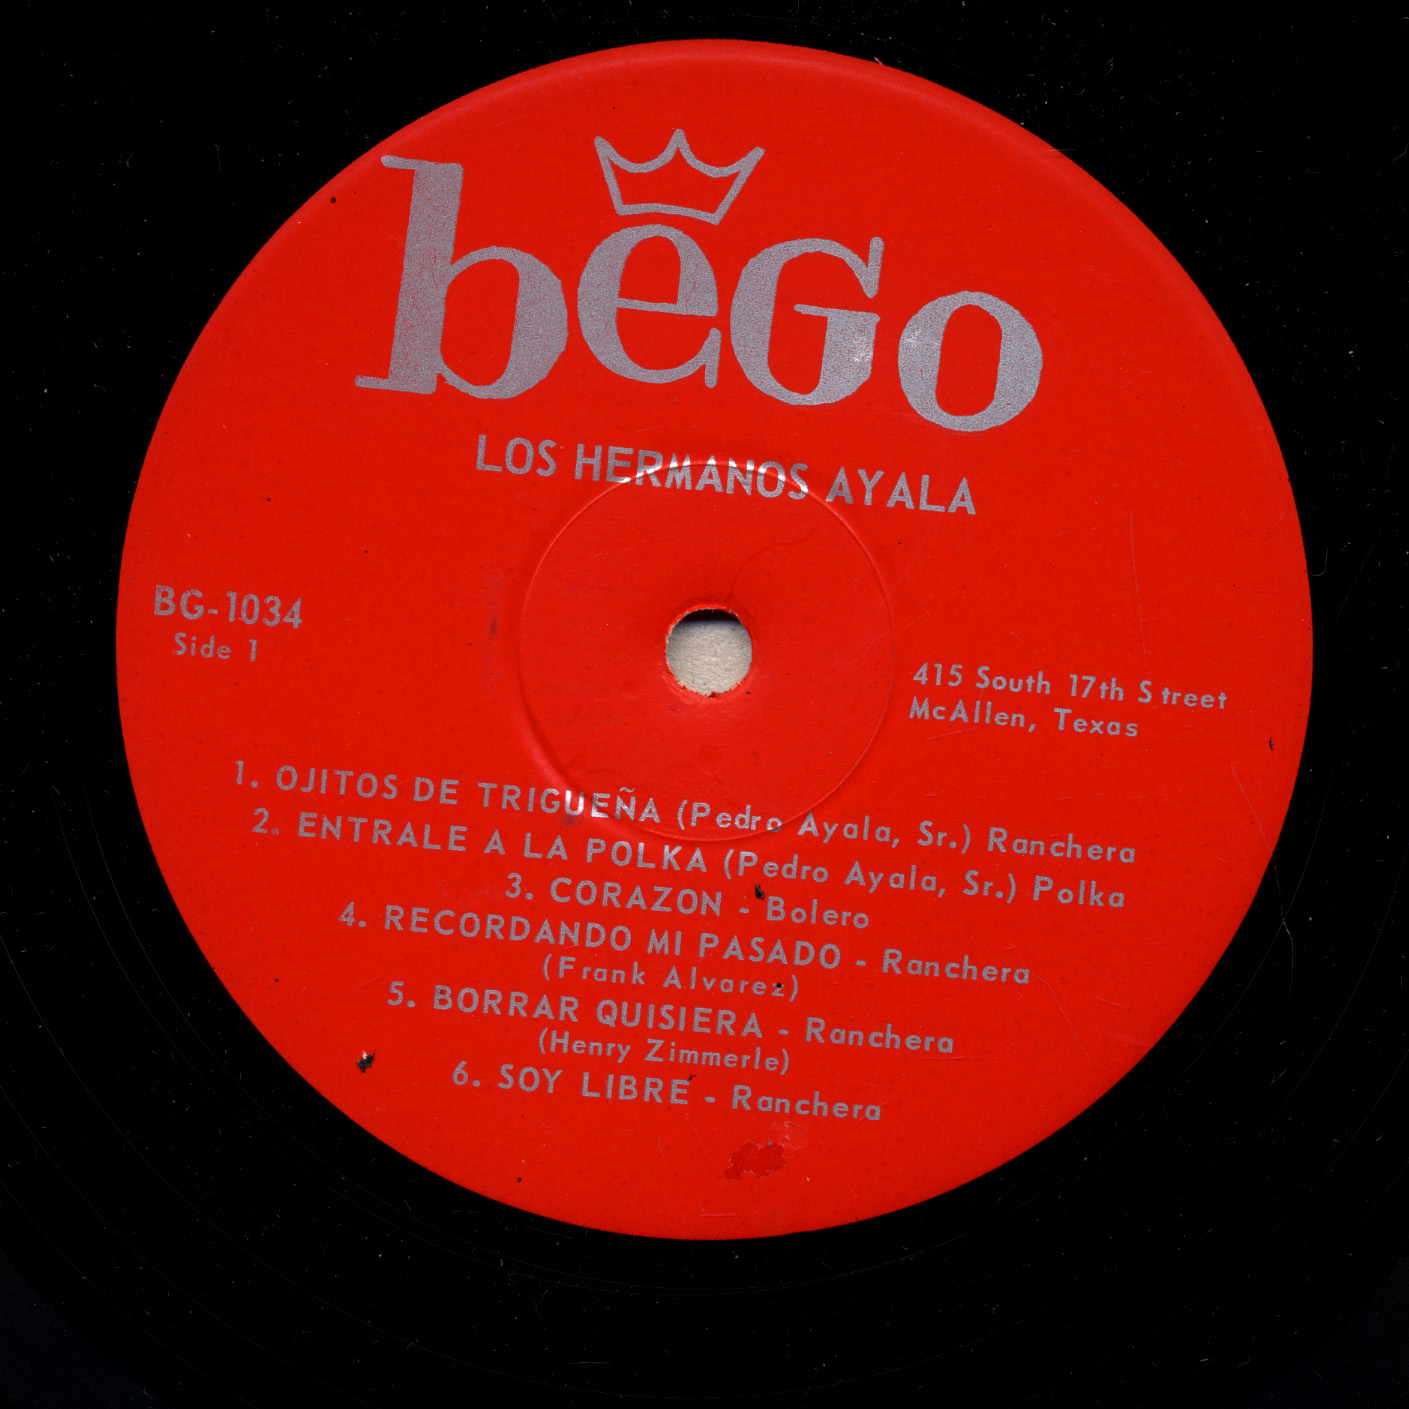 beGo
LOS HERMANOS AYALA
BG-1034
Side 1
415 South 17th Street
McAllen, Texas
1. OJITOS DE TRIGUEÑA (Pedro Ayala, Sr.) Ranchera
2. ENTRALE A LA POLKA (Pedro Ayala, Sr.) Polka
3. CORAZON - Bolero
4. RECORDANDO MI PASADO - Ranchera
(Frank Alvarez)
5. BORRAR QUISIERA - Ranchera
(Henry Zimmerle)
6. SOY LIBRE - Ranchera